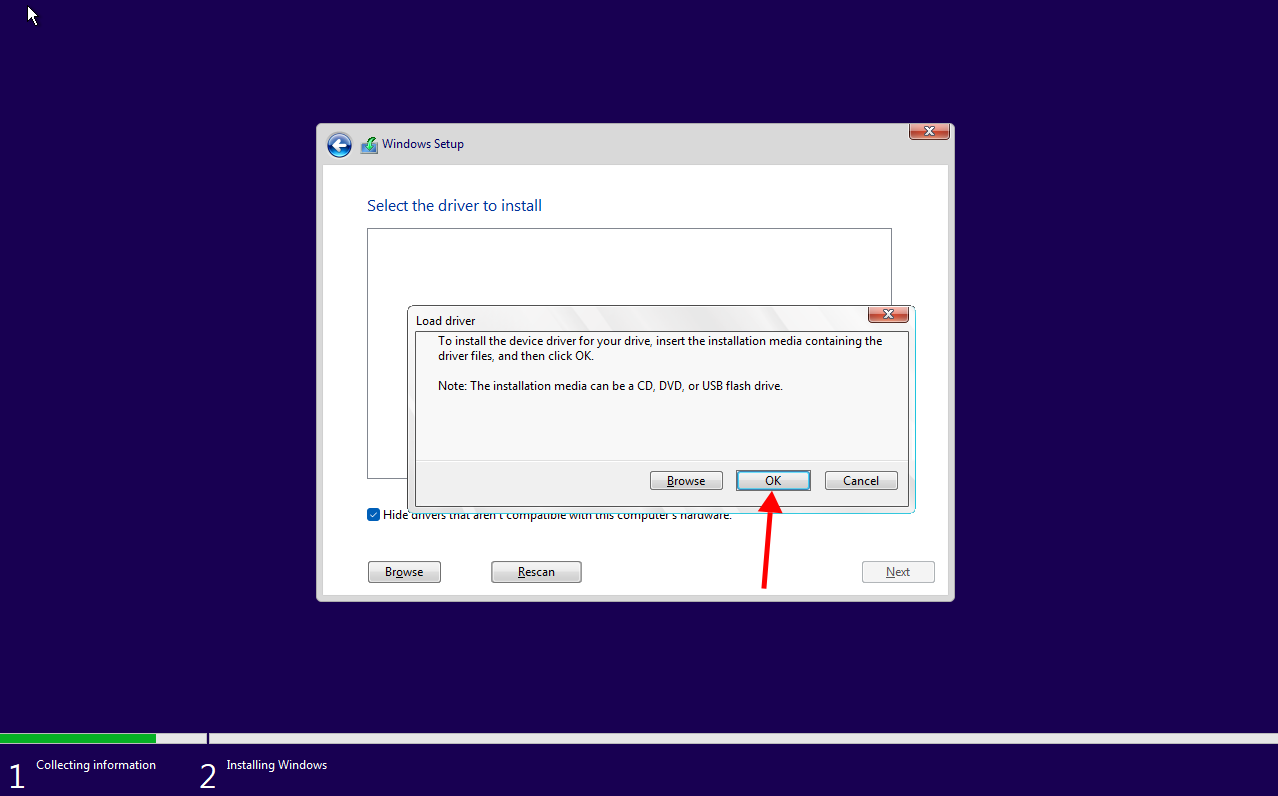 Windows Setup
Select the driver to install
Load driver
To install the device driver for your drive, insert the installation media containing the
driver files, and then click OK.
Note: The installation media can be a CD, DVD, or USB flash drive.
Browse
OK
Cancel
Hide drivers that aren't compatible with this computer's hardware.
Browse
Rescan
Next
1
Collecting information
2
Installing Windows